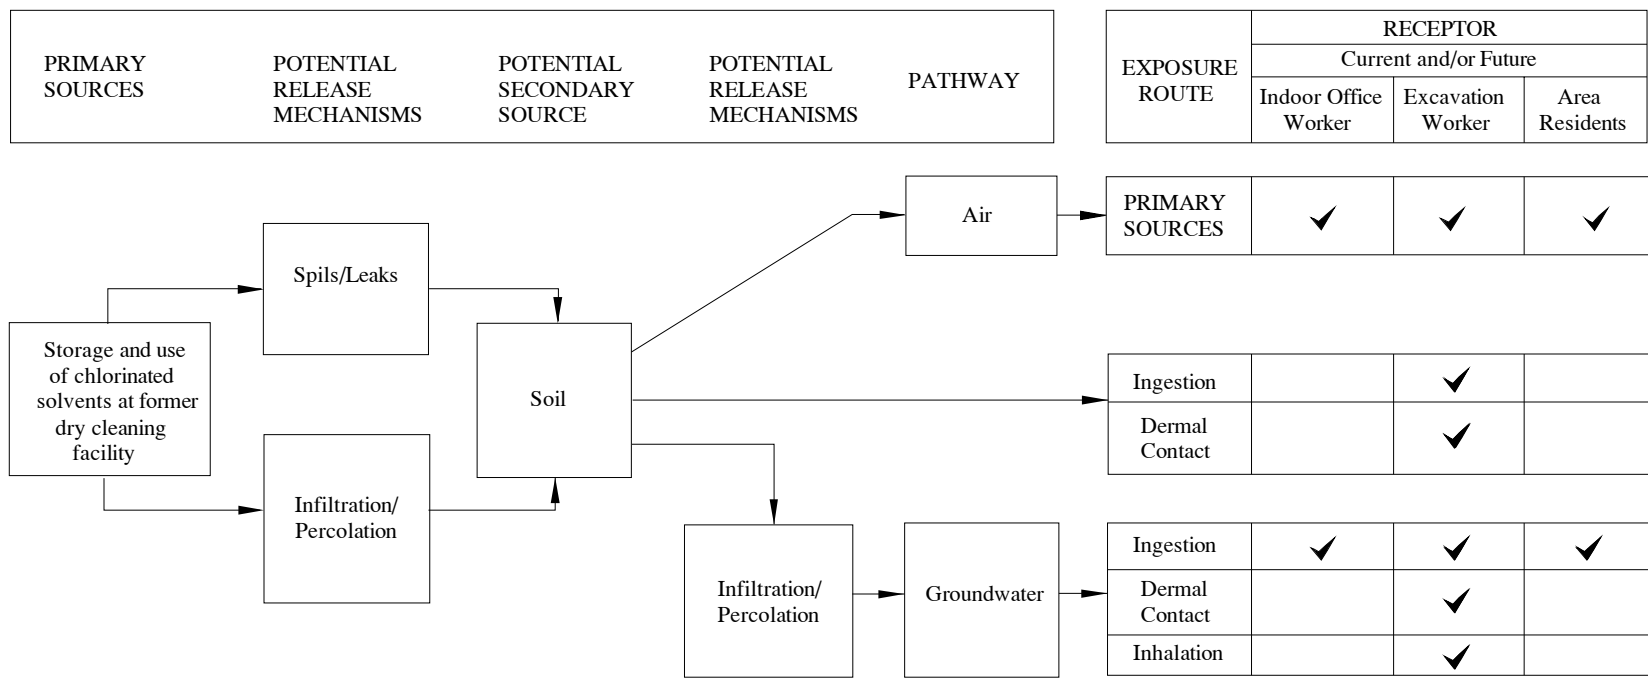 PRIMARY
SOURCES
POTENTIAL
RELEASE
MECHANISMS
POTENTIAL
SECONDARY
SOURCE
POTENTIAL
RELEASE
MECHANISMS
PATHWAY
EXPOSURE
ROUTE
RECEPTOR
Current and/or Future
Indoor Office
Worker
Excavation
Worker
Area
Residents
Air
PRIMARY
SOURCES
Spils/Leaks
Storage and use
of chlorinated
solvents at former
dry cleaning
facility
Soil
Ingestion
Dermal
Contact
Infiltration/
Percolation
Infiltration/
Percolation
Groundwater
Ingestion
Dermal
Contact
Inhalation